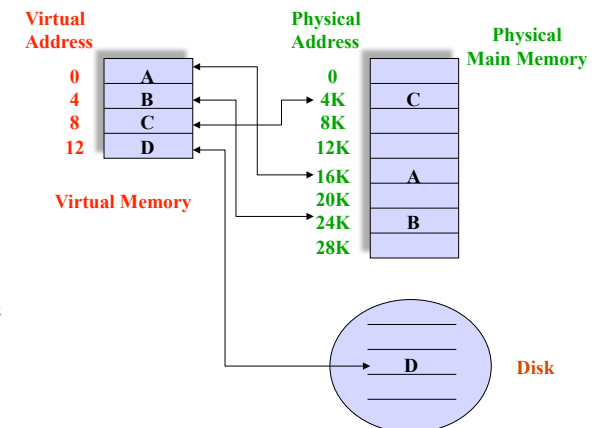 Virtual
Address
0
4
8
12
A
B
C
D
Virtual Memory
Physical
Address
0
4K
8K
12K
16K
20K
24K
28K
Physical
Main Memory
C
A
B
D
Disk